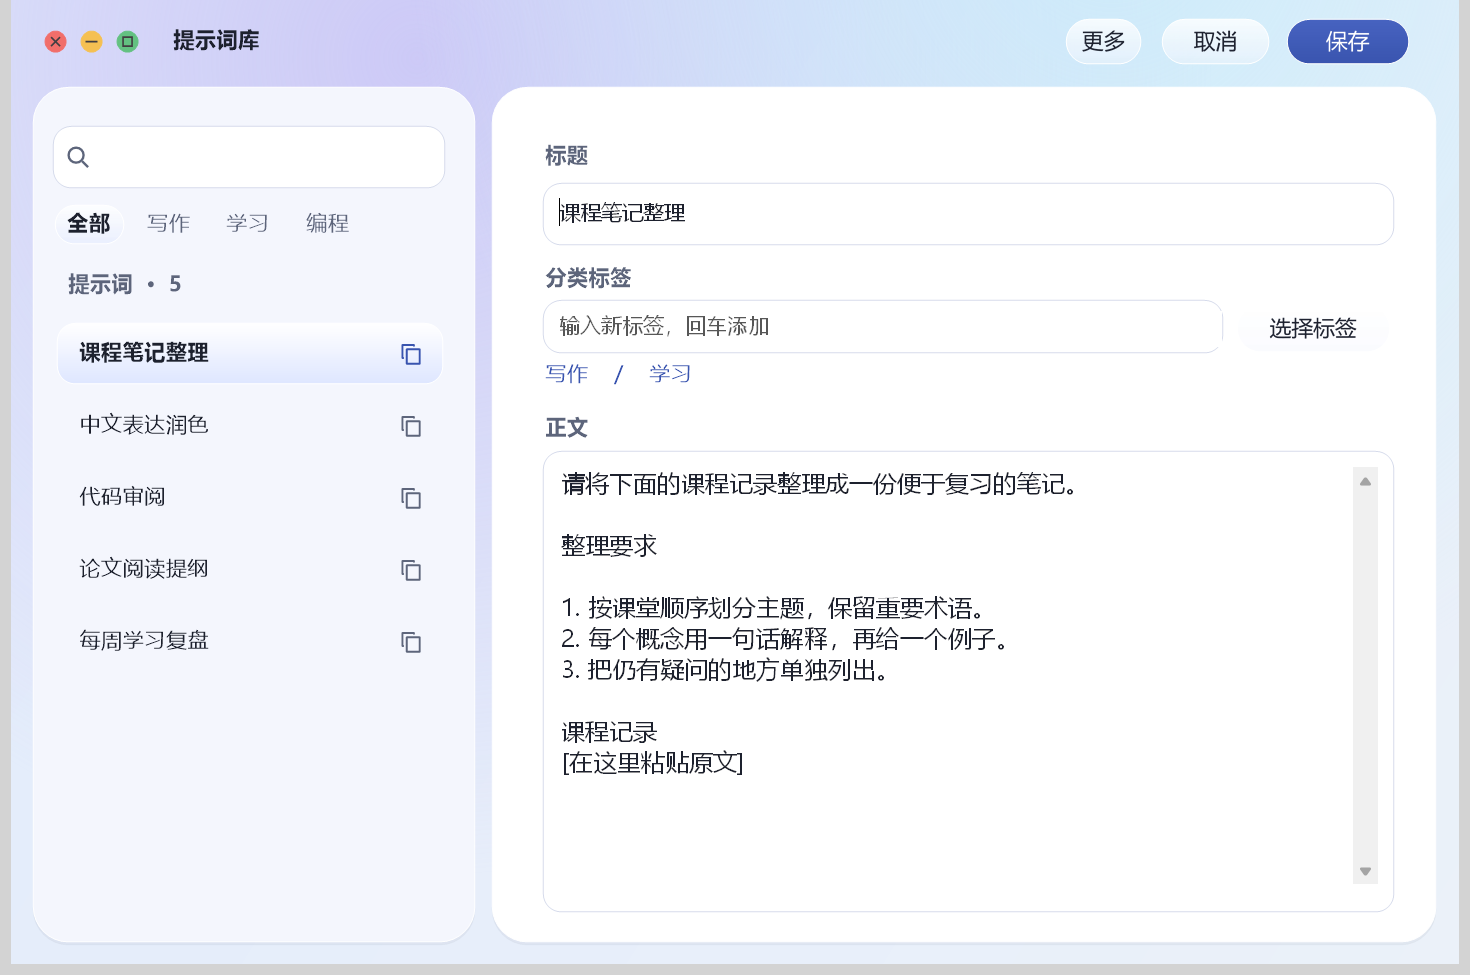 提示词库
更多
取消
保存
全部 写作 学习 编程
提示词 • 5
课程笔记整理
中文表达润色
代码审阅
论文阅读提纲
每周学习复盘
标题
课程笔记整理
分类标签
输入新标签，回车添加
选择标签
写作 / 学习
正文
请将下面的课程记录整理成一份便于复习的笔记。
整理要求
1. 按课堂顺序划分主题，保留重要术语。
2. 每个概念用一句话解释，再给一个例子。
3. 把仍有疑问的地方单独列出。
课程记录
[在这里粘贴原文]